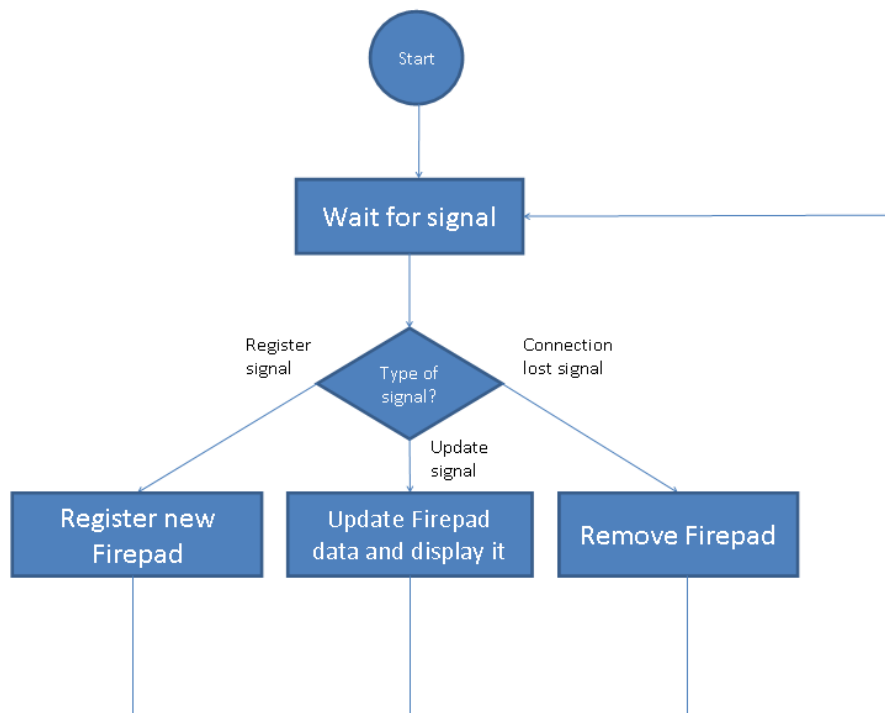 Start
Wait for signal
Register
signal
Connection
lost signal
Type of
signal?
Update
signal
Register new
Firepad
Update Firepad
data and display it
Remove Firepad